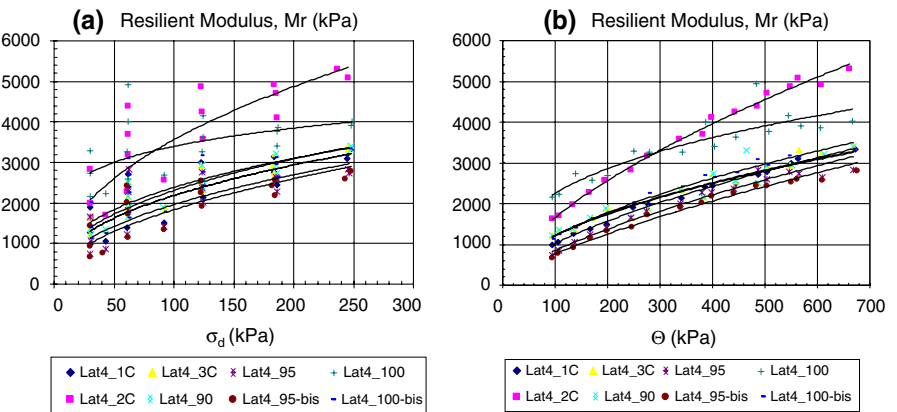 (a) Resilient Modulus, Mr (kPa)
6000
5000
4000
3000
2000
1000
0
0 50 100 150 200 250 300
σd (kPa)
Lat4_1C Lat4_3C Lat4_95 Lat4_100
Lat4_2C Lat4_90 Lat4_95-bis Lat4_100-bis
(b) Resilient Modulus, Mr (kPa)
6000
5000
4000
3000
2000
1000
0
0 100 200 300 400 500 600 700
Θ (kPa)
Lat4_1C Lat4_3C Lat4_95 Lat4_100
Lat4_2C Lat4_90 Lat4_95-bis Lat4_100-bis